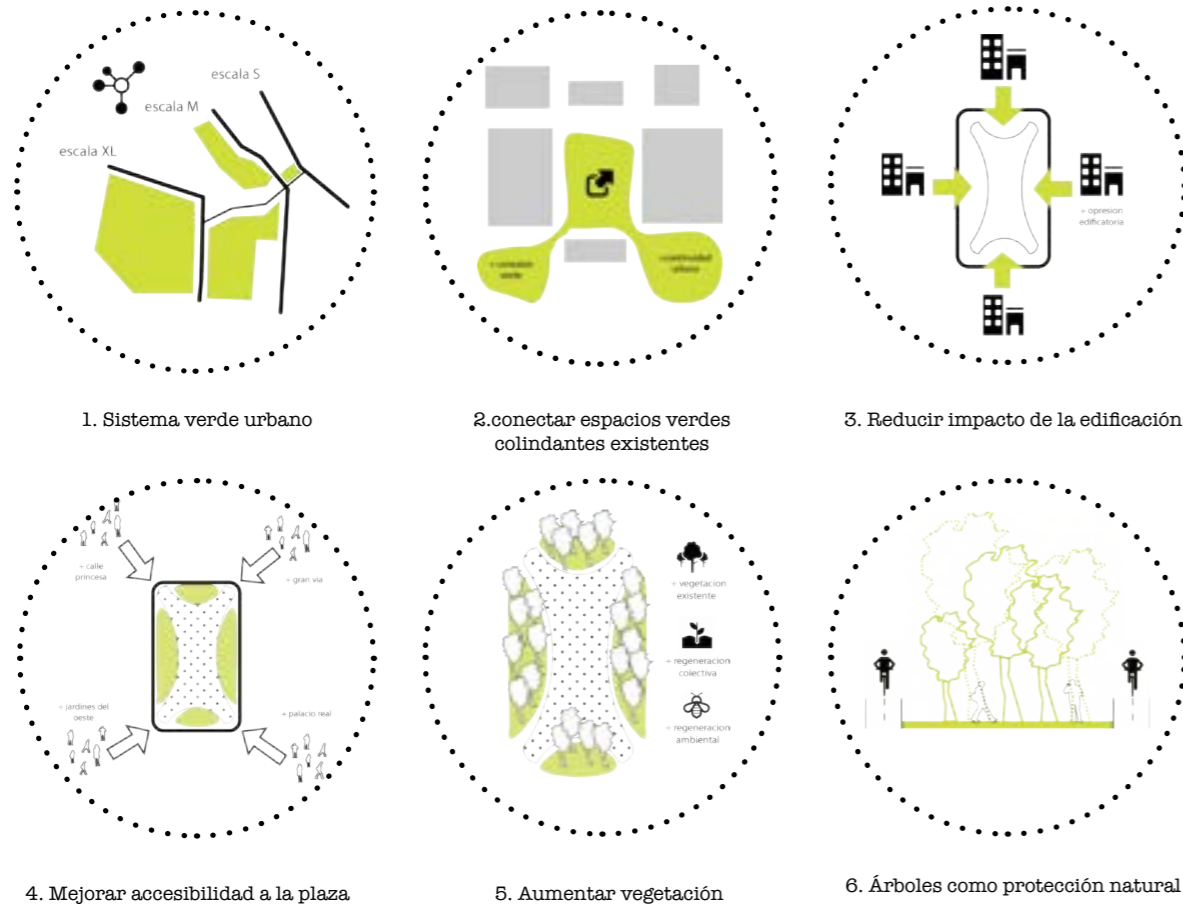 escala S
escala M
escala XL
1. Sistema verde urbano
2.conectar espacios verdes
colindantes existentes
+ opresion
edificatoria
3. Reducir impacto de la edificación
+ calle
princesa
+ gran via
+ jardines del
oeste
+ palacio real
4. Mejorar accesibilidad a la plaza
+ vegetacion
existente
+ regeneracion
colectiva
+ regeneracion
ambiental
5. Aumentar vegetación
6. Árboles como protección natural